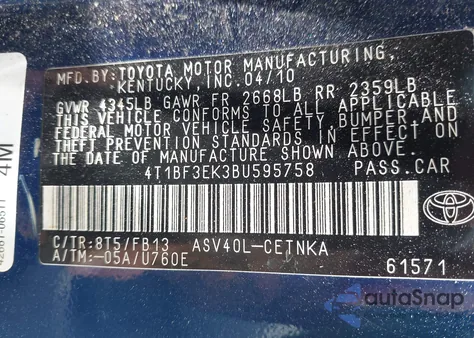 MFD.BY:TOYOTA MOTOR MANUFACTURING,
KENTUCKY, INC. 04/10
GVWR 4345LB GAWR FR 2668LB RR 2359LB
THIS VEHICLE CONFORMS TO ALL APPLICABLE
FEDERAL MOTOR VEHICLE SAFETY, BUMPER AND
THEFT PREVENTION STANDARDS IN EFFECT ON
THE DATE OF MANUFACTURE SHOWN ABOVE.
4T1BF3EK3BU595758 PASS.CAR
C/TR:8T5/FB13 ASV40L-CETNKA
A/TM:-05A/U760E 61571
TOYOTA
4M
autoSnap